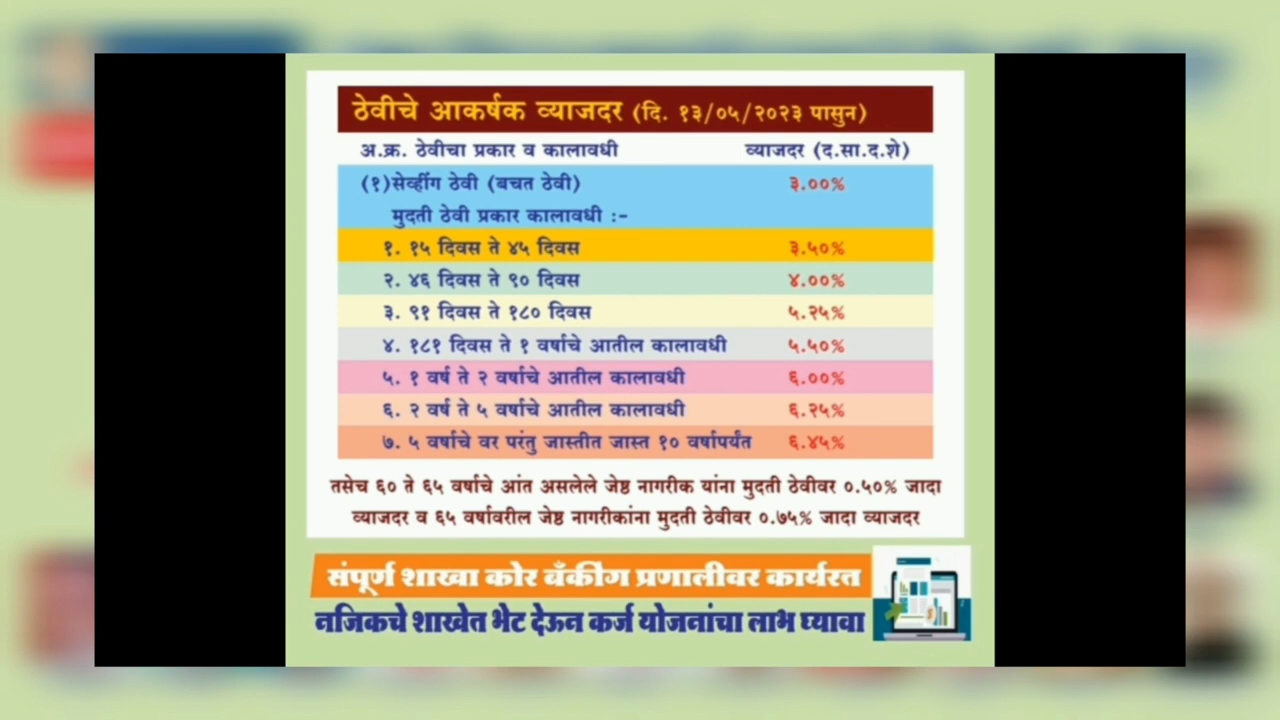 ठेवीचे आकर्षक व्याजदर (दि. १३/०५/२०२३ पासुन)
अ.क्र. ठेवीचा प्रकार व कालावधी व्याजदर (द.सा.द.शे)
(१)सेव्हींग ठेवी (बचत ठेवी) ३.००%
मुदती ठेवी प्रकार कालावधी :-
१. १५ दिवस ते ४५ दिवस ३.५०%
२. ४६ दिवस ते ९० दिवस ४.००%
३. ९१ दिवस ते १८० दिवस ५.२५%
४. १८१ दिवस ते १ वर्षाचे आतील कालावधी ५.५०%
५. १ वर्ष ते २ वर्षाचे आतील कालावधी ६.००%
६. २ वर्ष ते ५ वर्षाचे आतील कालावधी ६.२५%
७. ५ वर्षाचे वर परंतु जास्तीत जास्त १० वर्षापर्यंत ६.४५%
तसेच ६० ते ६५ वर्षाचे आंत असलेले जेष्ठ नागरीक यांना मुदती ठेवीवर ०.५०% जादा
व्याजदर व ६५ वर्षावरील जेष्ठ नागरीकांना मुदती ठेवीवर ०.७५% जादा व्याजदर
संपूर्ण शाखा कोर बँकींग प्रणालीवर कार्यरत
नजिकचे शाखेत भेट देऊन कर्ज योजनांचा लाभ घ्यावा